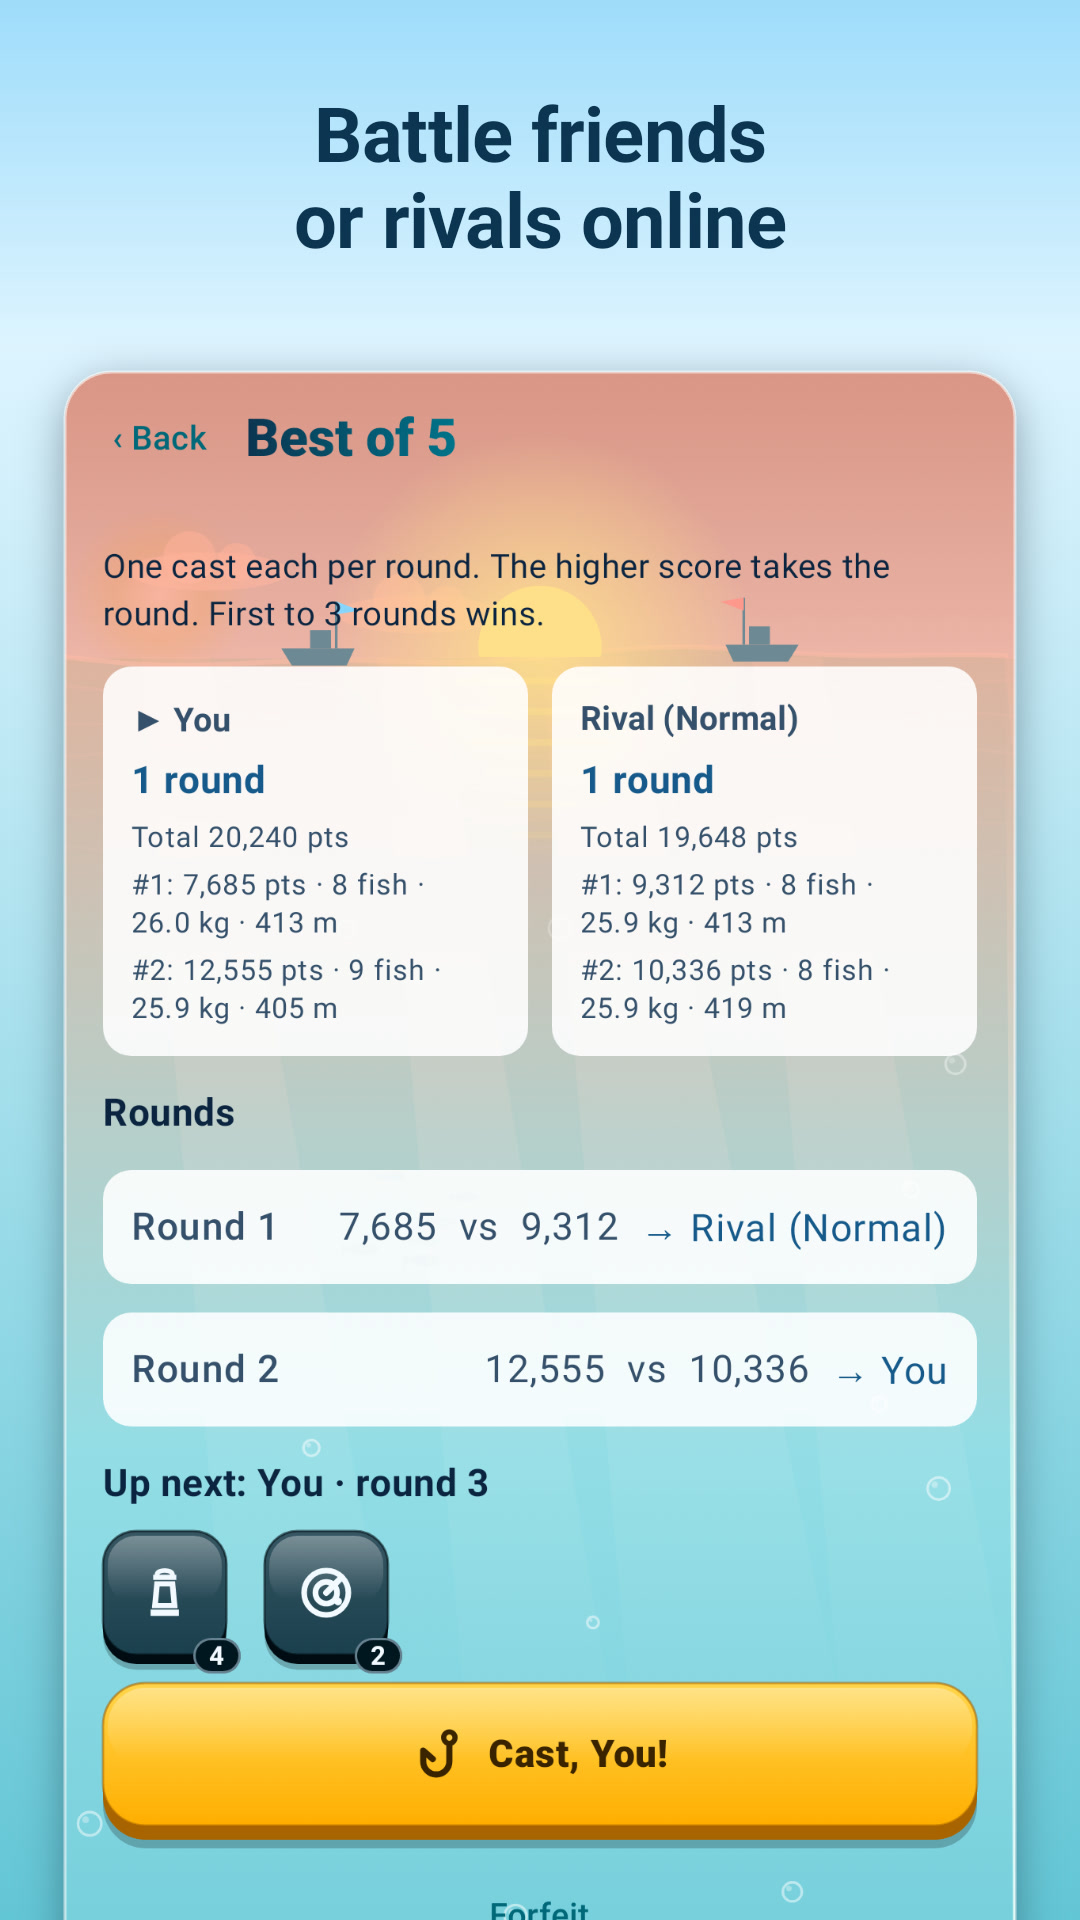 Battle friends
or rivals online
‹ Back Best of 5
One cast each per round. The higher score takes the
round. First to 3 rounds wins.
► You
1 round
Total 20,240 pts
#1: 7,685 pts · 8 fish ·
26.0 kg · 413 m
#2: 12,555 pts · 9 fish ·
25.9 kg · 405 m
Rival (Normal)
1 round
Total 19,648 pts
#1: 9,312 pts · 8 fish ·
25.9 kg · 413 m
#2: 10,336 pts · 8 fish ·
25.9 kg · 419 m
Rounds
Round 1 7,685 vs 9,312 → Rival (Normal)
Round 2 12,555 vs 10,336 → You
Up next: You · round 3
4 2
Cast, You!
Forfeit